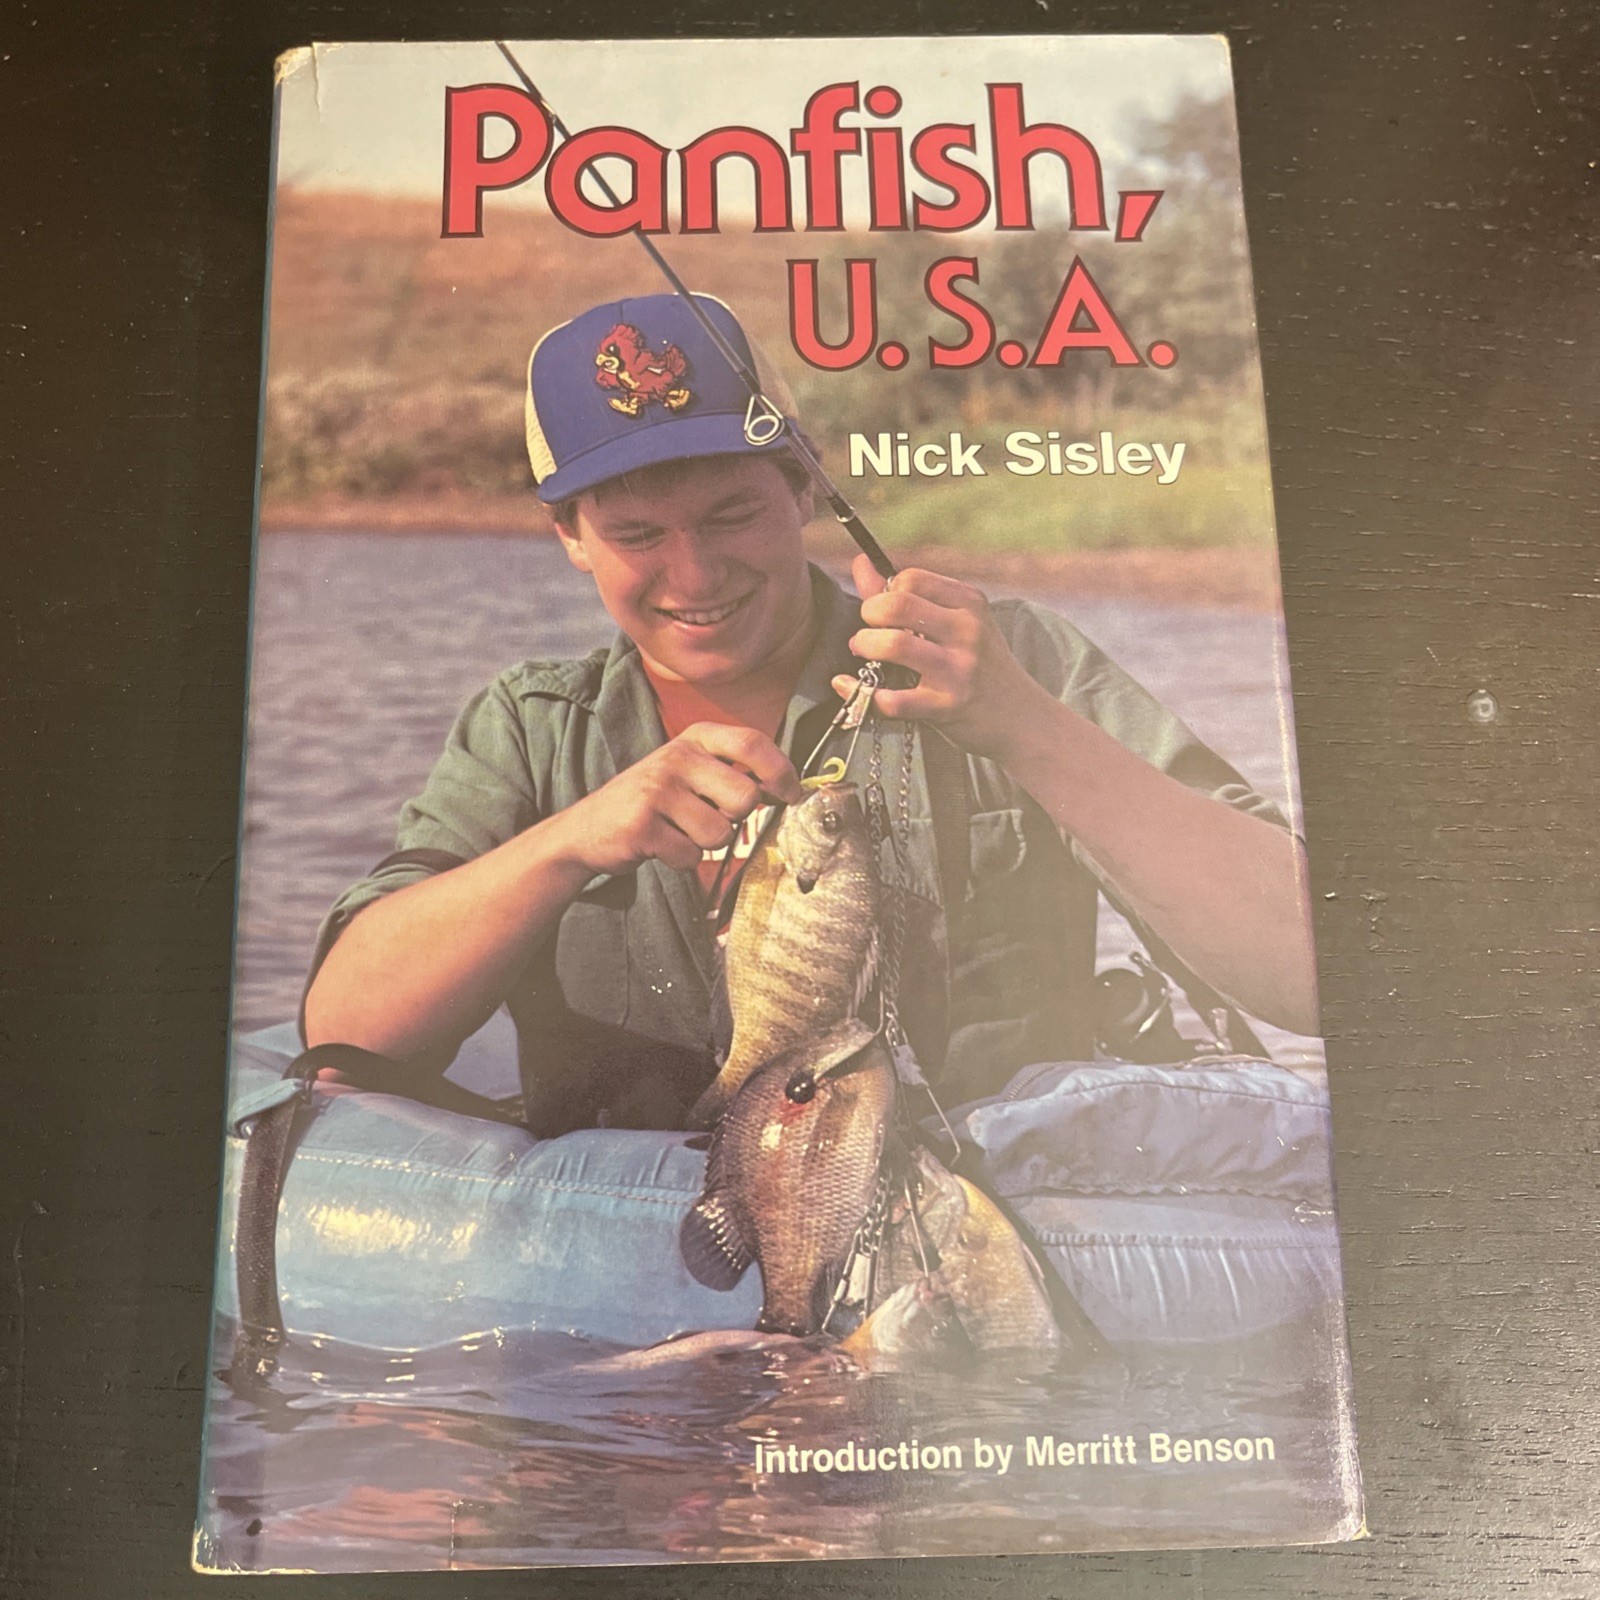 Panfish,
U.S.A.
Nick Sisley
Introduction by Merritt Benson